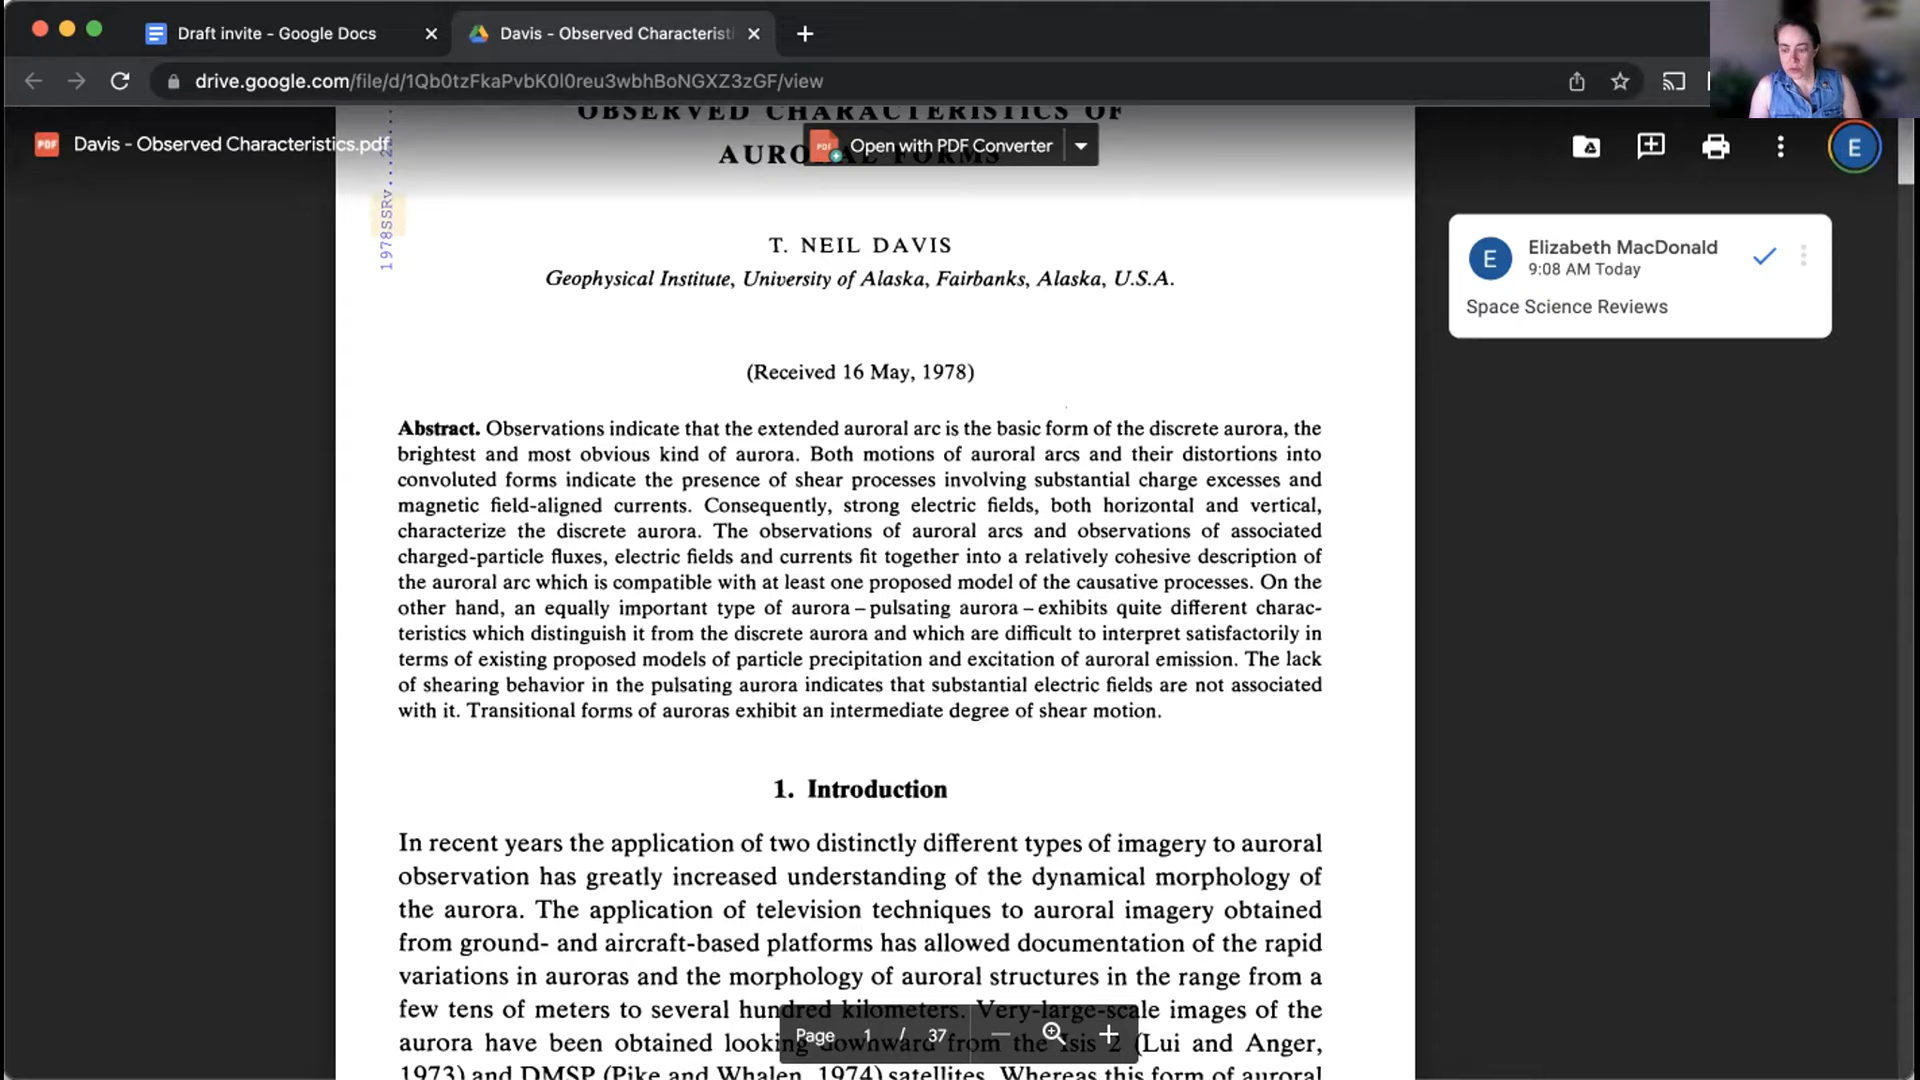 Draft invite - Google Docs
Davis - Observed Characterist
drive.google.com/file/d/1Qb0tzFkaPvbK0l0reu3wbhBoNGXZ3zGF/view
Davis - Observed Characteristics.pdf
Open with PDF Converter
E
1978SSRv...2
OBSERVED CHARACTERISTICS OF
AURORAL FORMS
T. NEIL DAVIS
Geophysical Institute, University of Alaska, Fairbanks, Alaska, U.S.A.
(Received 16 May, 1978)
Abstract. Observations indicate that the extended auroral arc is the basic form of the discrete aurora, the
brightest and most obvious kind of aurora. Both motions of auroral arcs and their distortions into
convoluted forms indicate the presence of shear processes involving substantial charge excesses and
magnetic field-aligned currents. Consequently, strong electric fields, both horizontal and vertical,
characterize the discrete aurora. The observations of auroral arcs and observations of associated
charged-particle fluxes, electric fields and currents fit together into a relatively cohesive description of
the auroral arc which is compatible with at least one proposed model of the causative processes. On the
other hand, an equally important type of aurora – pulsating aurora – exhibits quite different charac-
teristics which distinguish it from the discrete aurora and which are difficult to interpret satisfactorily in
terms of existing proposed models of particle precipitation and excitation of auroral emission. The lack
of shearing behavior in the pulsating aurora indicates that substantial electric fields are not associated
with it. Transitional forms of auroras exhibit an intermediate degree of shear motion.
1. Introduction
In recent years the application of two distinctly different types of imagery to auroral
observation has greatly increased understanding of the dynamical morphology of
the aurora. The application of television techniques to auroral imagery obtained
from ground- and aircraft-based platforms has allowed documentation of the rapid
variations in auroras and the morphology of auroral structures in the range from a
few tens of meters to several hundred kilometers. Very-large-scale images of the
aurora have been obtained looking downward from the Isis 2 (Lui and Anger,
1973) and DMSP (Pike and Whalen, 1974) satellites. Whereas this form of auroral
Page 1 / 37
E
Elizabeth MacDonald
9:08 AM Today
Space Science Reviews